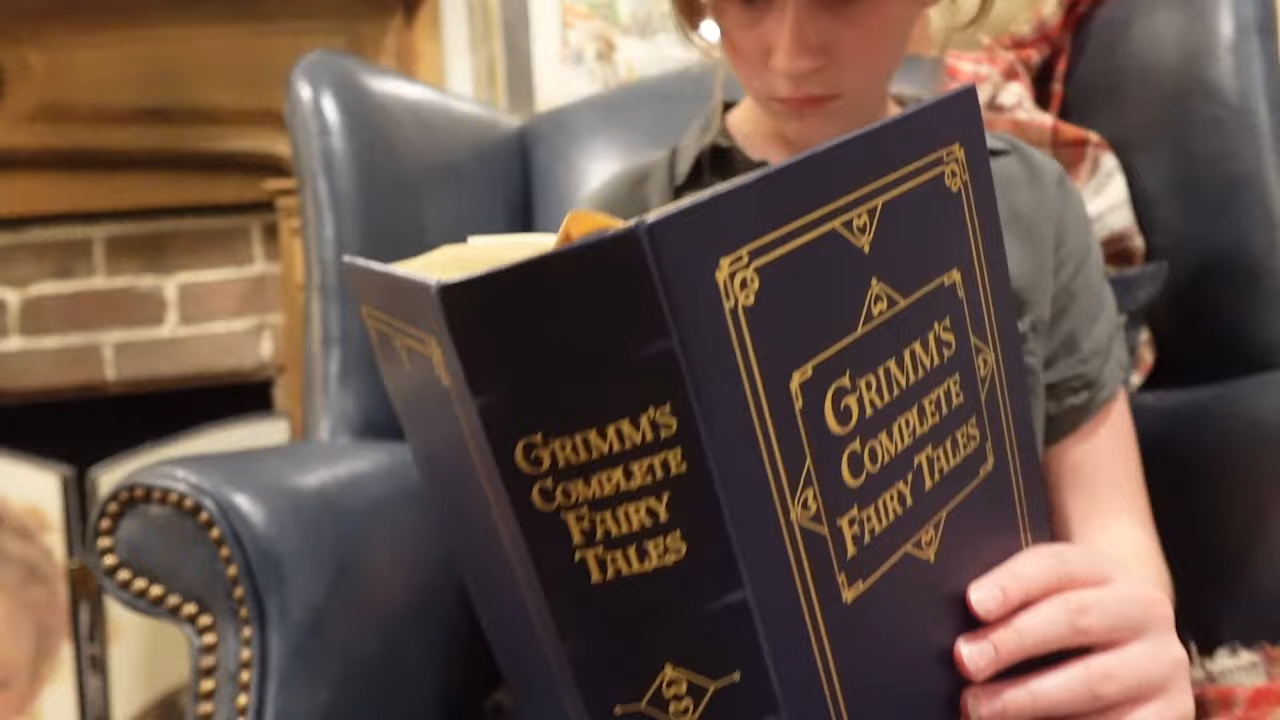 GRIMM'S
COMPLETE
FAIRY
TALES
GRIMM'S
COMPLETE
FAIRY TALES